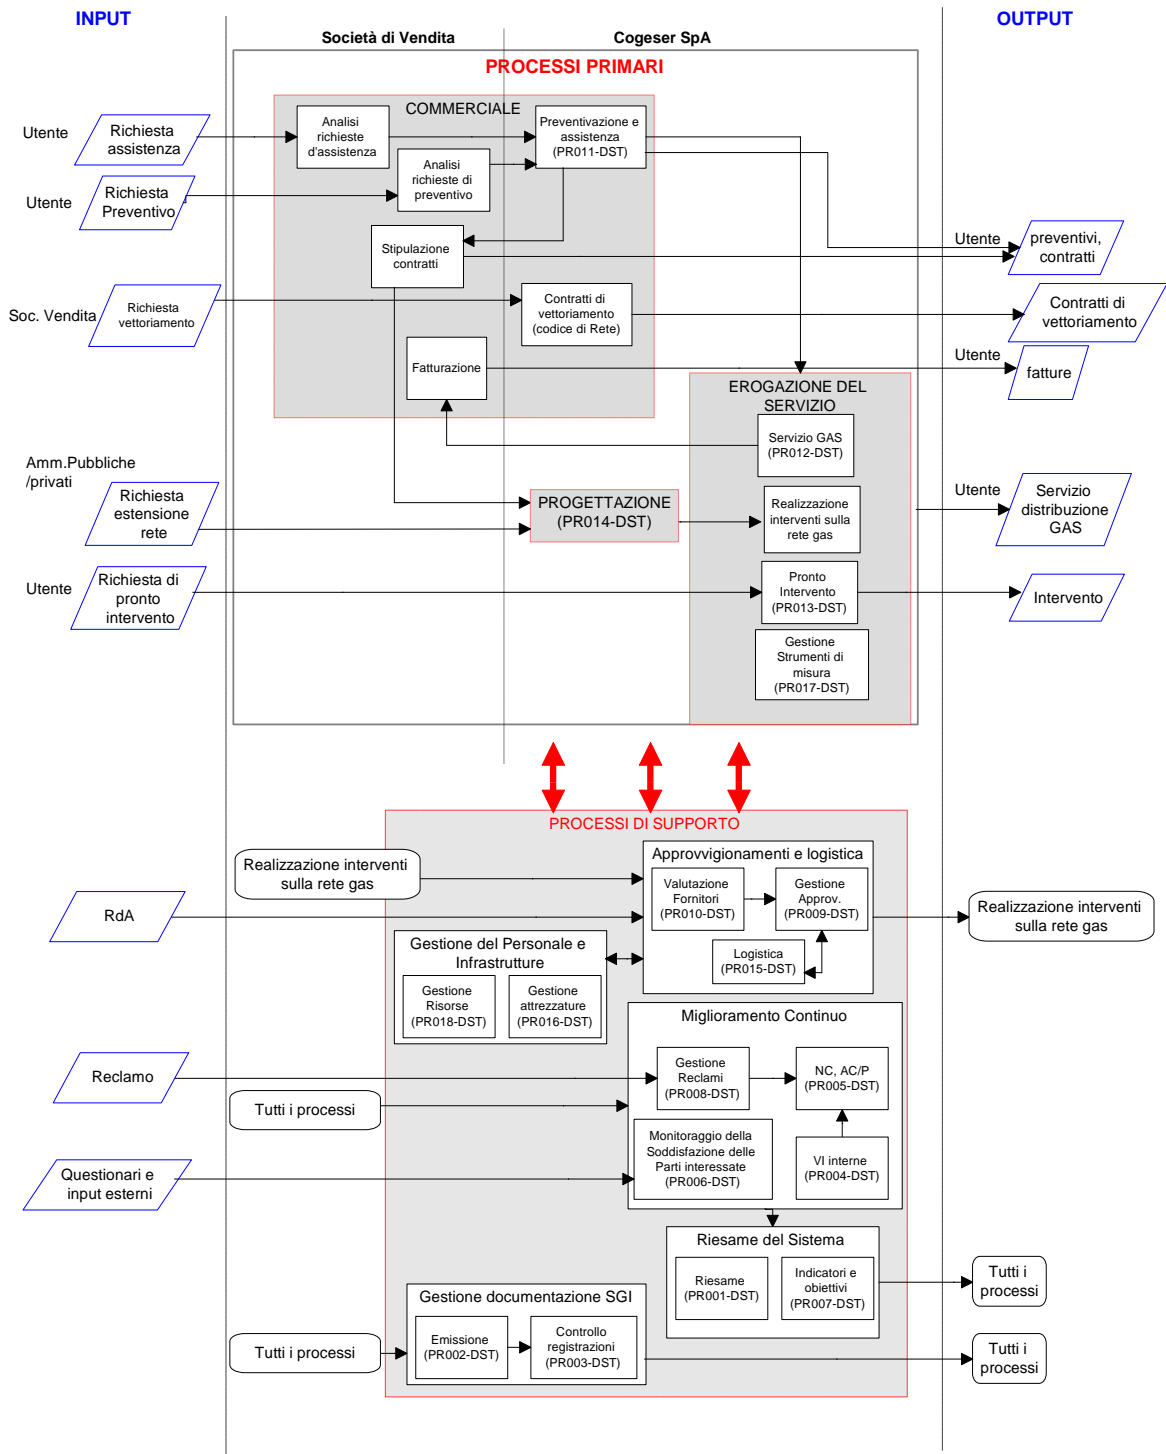 INPUT
OUTPUT
Società di Vendita
Cogeser SpA
PROCESSI PRIMARI
COMMERCIALE
Utente
Richiesta
assistenza
Analisi
richieste
d'assistenza
Preventivazione e
assistenza
(PR011-DST)
Utente
Richiesta
Preventivo
Analisi
richieste di
preventivo
Stipulazione
contratti
Utente
preventivi,
contratti
Soc. Vendita
Richiesta
vettoriamento
Contratti di
vettoriamento
(codice di Rete)
Contratti di
vettoriamento
Fatturazione
Utente
fatture
EROGAZIONE DEL
SERVIZIO
Servizio GAS
(PR012-DST)
Amm.Pubbliche
/privati
Richiesta
estensione
rete
PROGETTAZIONE
(PR014-DST)
Realizzazione
interventi sulla
rete gas
Utente
Servizio
distribuzione
GAS
Utente
Richiesta di
pronto
intervento
Pronto
Intervento
(PR013-DST)
Intervento
Gestione
Strumenti di
misura
(PR017-DST)
PROCESSI DI SUPPORTO
Realizzazione interventi
sulla rete gas
Approvvigionamenti e logistica
Valutazione
Fornitori
(PR010-DST)
Gestione
Approv.
(PR009-DST)
RdA
Realizzazione interventi
sulla rete gas
Logistica
(PR015-DST)
Gestione del Personale e
Infrastrutture
Gestione
Risorse
(PR018-DST)
Gestione
attrezzature
(PR016-DST)
Miglioramento Continuo
Reclamo
Gestione
Reclami
(PR008-DST)
NC, AC/P
(PR005-DST)
Tutti i processi
Monitoraggio della
Soddisfazione delle
Parti interessate
(PR006-DST)
VI interne
(PR004-DST)
Questionari e
input esterni
Riesame del Sistema
Riesame
(PR001-DST)
Indicatori e
obiettivi
(PR007-DST)
Tutti i
processi
Gestione documentazione SGI
Tutti i processi
Emissione
(PR002-DST)
Controllo
registrazioni
(PR003-DST)
Tutti i
processi